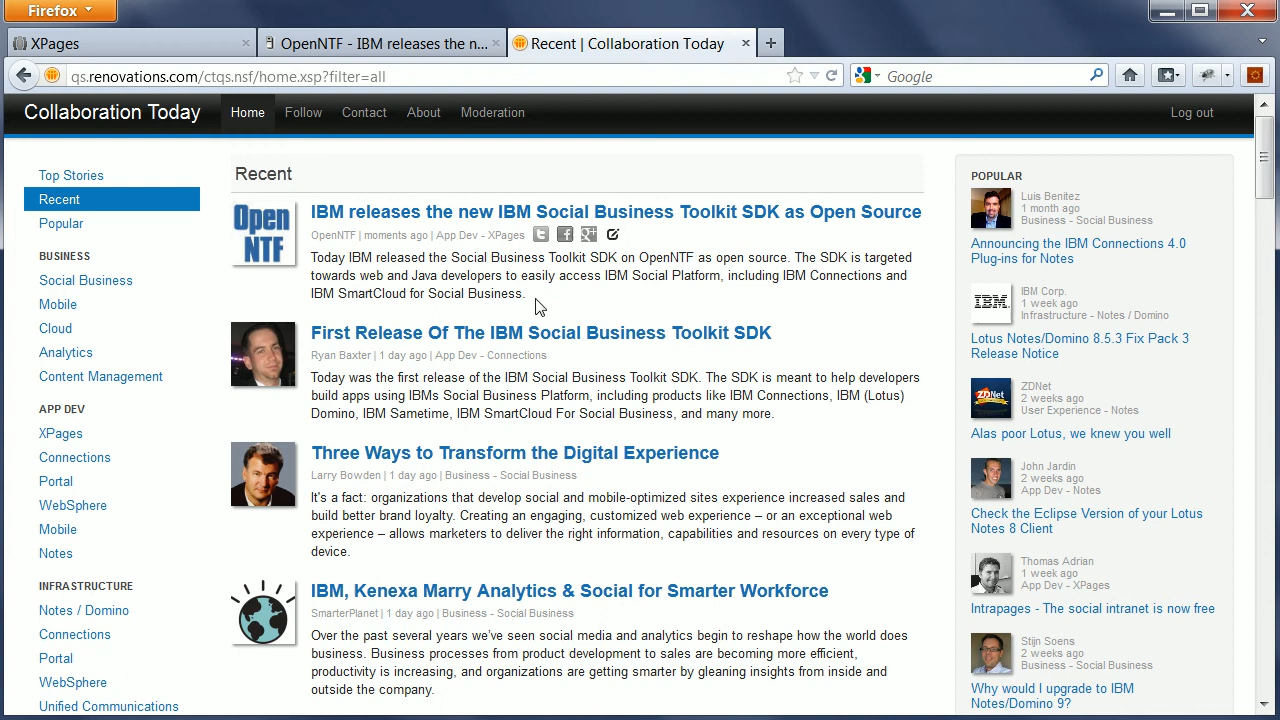 Firefox
XPages
OpenNTF - IBM releases the n...
Recent | Collaboration Today
qs.renovations.com/ctqs.nsf/home.xsp?filter=all
Google
Collaboration Today
Home
Follow
Contact
About
Moderation
Log out
Top Stories
Recent
Popular
BUSINESS
Social Business
Mobile
Cloud
Analytics
Content Management
APP DEV
XPages
Connections
Portal
WebSphere
Mobile
Notes
INFRASTRUCTURE
Notes / Domino
Connections
Portal
WebSphere
Unified Communications
Recent
Open
NTF
IBM releases the new IBM Social Business Toolkit SDK as Open Source
OpenNTF | moments ago | App Dev - XPages
Today IBM released the Social Business Toolkit SDK on OpenNTF as open source. The SDK is targeted
towards web and Java developers to easily access IBM Social Platform, including IBM Connections and
IBM SmartCloud for Social Business.
First Release Of The IBM Social Business Toolkit SDK
Ryan Baxter | 1 day ago | App Dev - Connections
Today was the first release of the IBM Social Business Toolkit SDK. The SDK is meant to help developers
build apps using IBMs Social Business Platform, including products like IBM Connections, IBM (Lotus)
Domino, IBM Sametime, IBM SmartCloud For Social Business, and many more.
Three Ways to Transform the Digital Experience
Larry Bowden | 1 day ago | Business - Social Business
It's a fact: organizations that develop social and mobile-optimized sites experience increased sales and
build better brand loyalty. Creating an engaging, customized web experience – or an exceptional web
experience – allows marketers to deliver the right information, capabilities and resources on every type of
device.
IBM, Kenexa Marry Analytics & Social for Smarter Workforce
SmarterPlanet | 1 day ago | Business - Social Business
Over the past several years we've seen social media and analytics begin to reshape how the world does
business. Business processes from product development to sales are becoming more efficient,
productivity is increasing, and organizations are getting smarter by gleaning insights from inside and
outside the company.
POPULAR
Luis Benitez
1 month ago
Business - Social Business
Announcing the IBM Connections 4.0
Plug-ins for Notes
IBM
IBM Corp.
1 week ago
Infrastructure - Notes / Domino
Lotus Notes/Domino 8.5.3 Fix Pack 3
Release Notice
ZDNet
ZDNet
2 weeks ago
User Experience - Notes
Alas poor Lotus, we knew you well
John Jardin
2 weeks ago
App Dev - Notes
Check the Eclipse Version of your Lotus
Notes 8 Client
Thomas Adrian
1 week ago
App Dev - XPages
Intrapages - The social intranet is now free
Stijn Soens
2 weeks ago
Business - Social Business
Why would I upgrade to IBM
Notes/Domino 9?